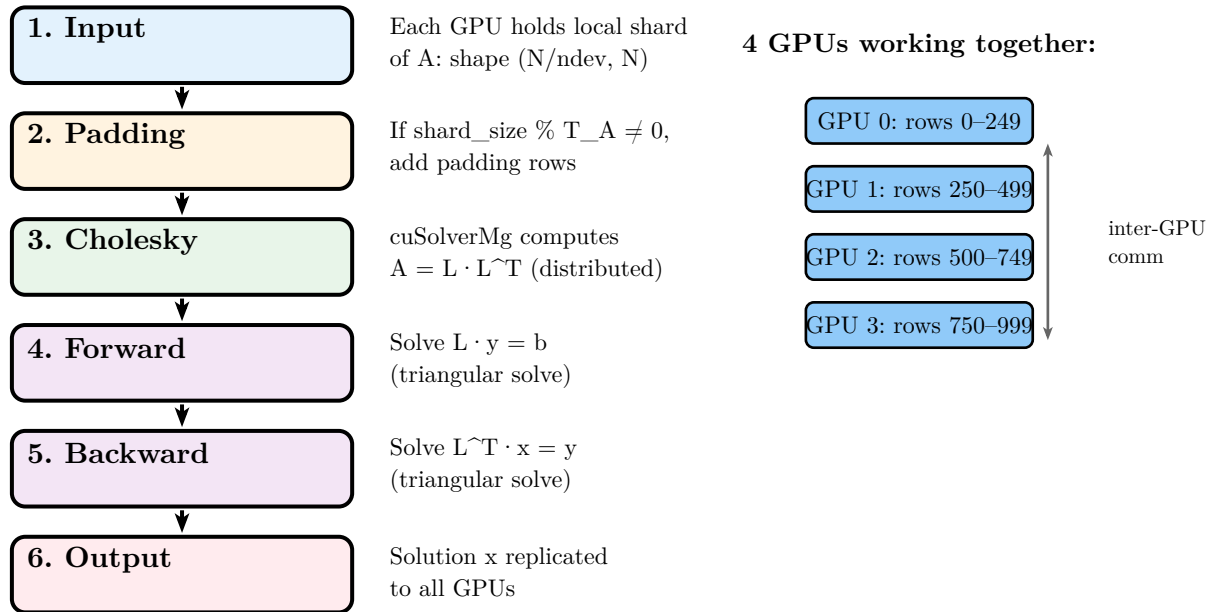 1. Input
Each GPU holds local shard
of A: shape (N/ndev, N)
2. Padding
If shard_size % T_A ≠ 0,
add padding rows
3. Cholesky
cuSolverMg computes
A = L · L^T (distributed)
4. Forward
Solve L · y = b
(triangular solve)
5. Backward
Solve L^T · x = y
(triangular solve)
6. Output
Solution x replicated
to all GPUs
4 GPUs working together:
GPU 0: rows 0–249
GPU 1: rows 250–499
GPU 2: rows 500–749
GPU 3: rows 750–999
inter-GPU
comm